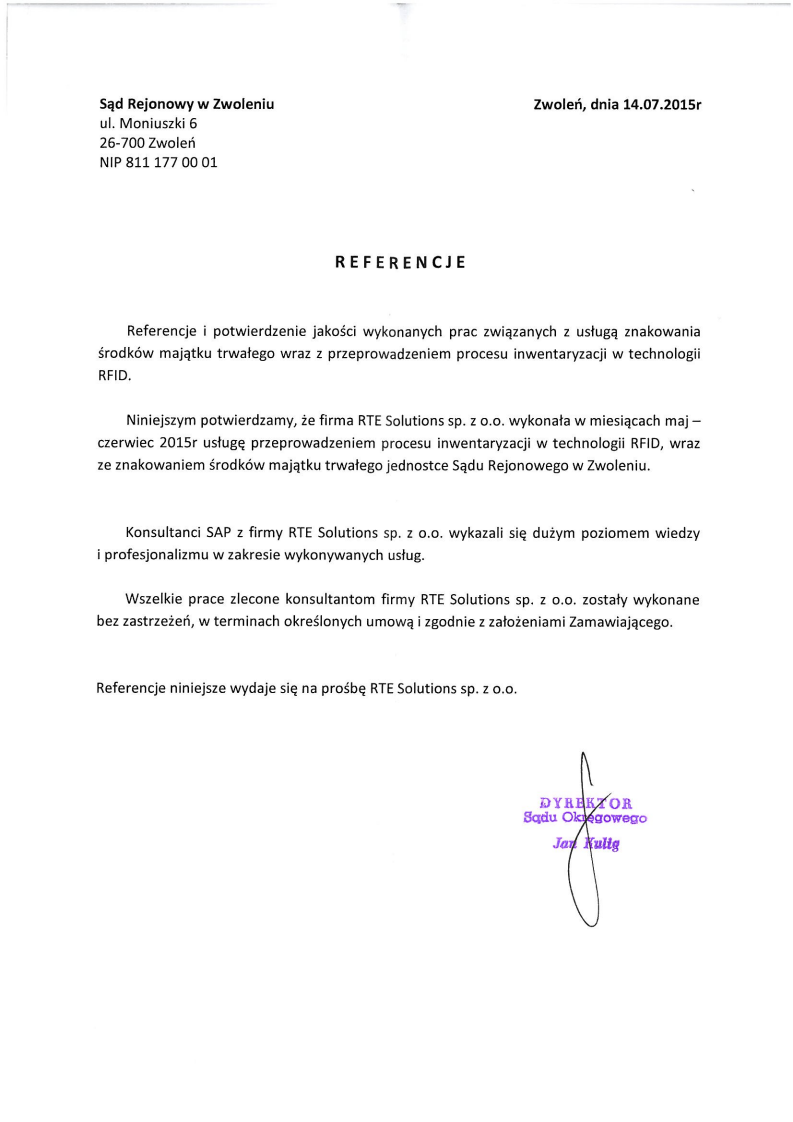 Sąd Rejonowy w Zwoleniu
Zwoleń, dnia 14.07.2015r
ul. Moniuszki 6
26-700 Zwoleń
NIP 811 177 00 01
REFERENCJE
Referencje i potwierdzenie jakości wykonanych prac związanych z usługą znakowania
środków majątku trwałego wraz z przeprowadzeniem procesu inwentaryzacji w technologii
RFID.
Niniejszym potwierdzamy, że firma RTE Solutions sp. z o.o. wykonała w miesiącach maj –
czerwiec 2015r usługę przeprowadzeniem procesu inwentaryzacji w technologii RFID, wraz
ze znakowaniem środków majątku trwałego jednostce Sądu Rejonowego w Zwoleniu.
Konsultanci SAP z firmy RTE Solutions sp. z o.o. wykazali się dużym poziomem wiedzy
i profesjonalizmu w zakresie wykonywanych usług.
Wszelkie prace zlecone konsultantom firmy RTE Solutions sp. z o.o. zostały wykonane
bez zastrzeżeń, w terminach określonych umową i zgodnie z założeniami Zamawiającego.
Referencje niniejsze wydaje się na prośbę RTE Solutions sp. z o.o.
DYREKTOR
Sądu Okręgowego
Jan Kulig